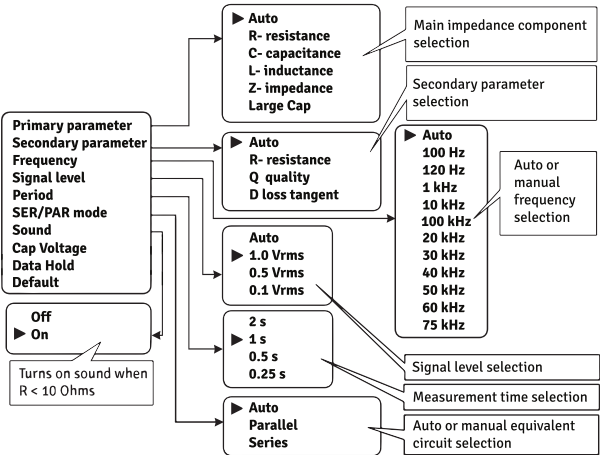 Primary parameter
Secondary parameter
Frequency
Signal level
Period
SER/PAR mode
Sound
Cap Voltage
Data Hold
Default
Auto
R- resistance
C- capacitance
L- inductance
Z- impedance
Large Cap
Main impedance component
selection
Auto
R- resistance
Q quality
D loss tangent
Secondary parameter
selection
Auto
100 Hz
120 Hz
1 kHz
10 kHz
100 kHz
20 kHz
30 kHz
40 kHz
50 kHz
60 kHz
75 kHz
Auto or
manual
frequency
selection
Auto
1.0 Vrms
0.5 Vrms
0.1 Vrms
Signal level selection
2 s
1 s
0.5 s
0.25 s
Measurement time selection
Auto
Parallel
Series
Auto or manual equivalent
circuit selection
Off
On
Turns on sound when
R < 10 Ohms